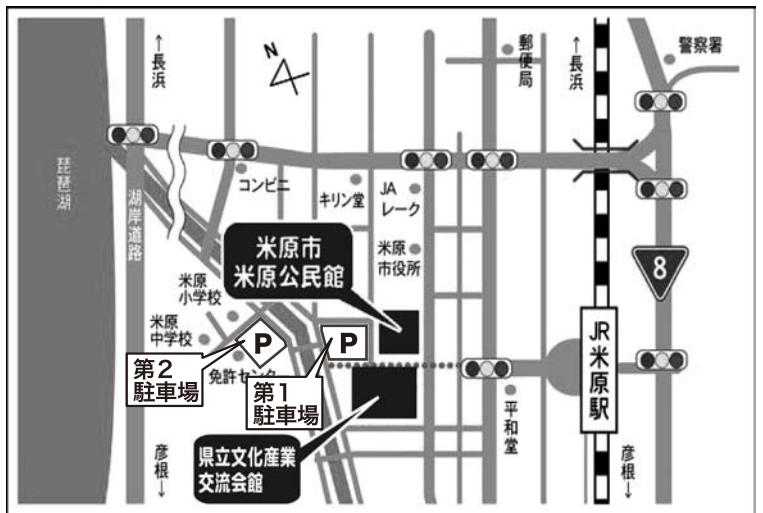 ↑長浜
N
郵便局
↑長浜
警察署
琵琶湖
湖岸道路
コンビニ
キリン堂
JA
レーク
米原市
米原公民館
米原
市役所
8
米原
小学校
米原
中学校
P
P
第2
駐車場
免許センタ
第1
駐車場
JR米原駅
平和堂
県立文化産業
交流会館
彦根↓
彦根↓